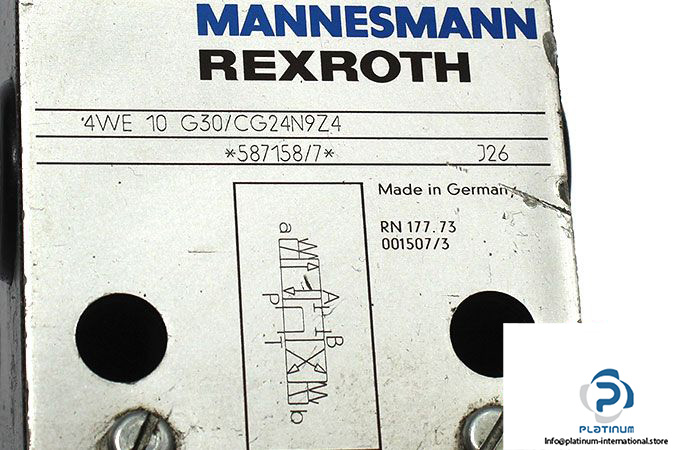 MANNESMANN
REXROTH
4WE 10 G30/CG24N9Z4
*587158/7* J26
Made in Germany
RN 177.73
001507/3
a
A
P
T
B
b
P
PLATINUM
Info@platinum-international.store